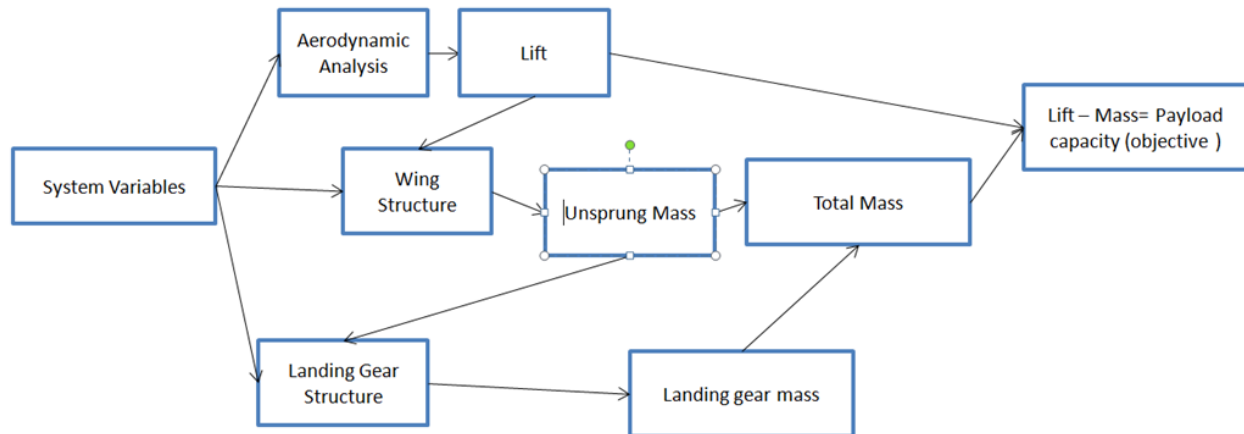 Aerodynamic
Analysis
Lift
Lift – Mass= Payload
capacity (objective )
System Variables
Wing
Structure
Unsprung Mass
Total Mass
Landing Gear
Structure
Landing gear mass